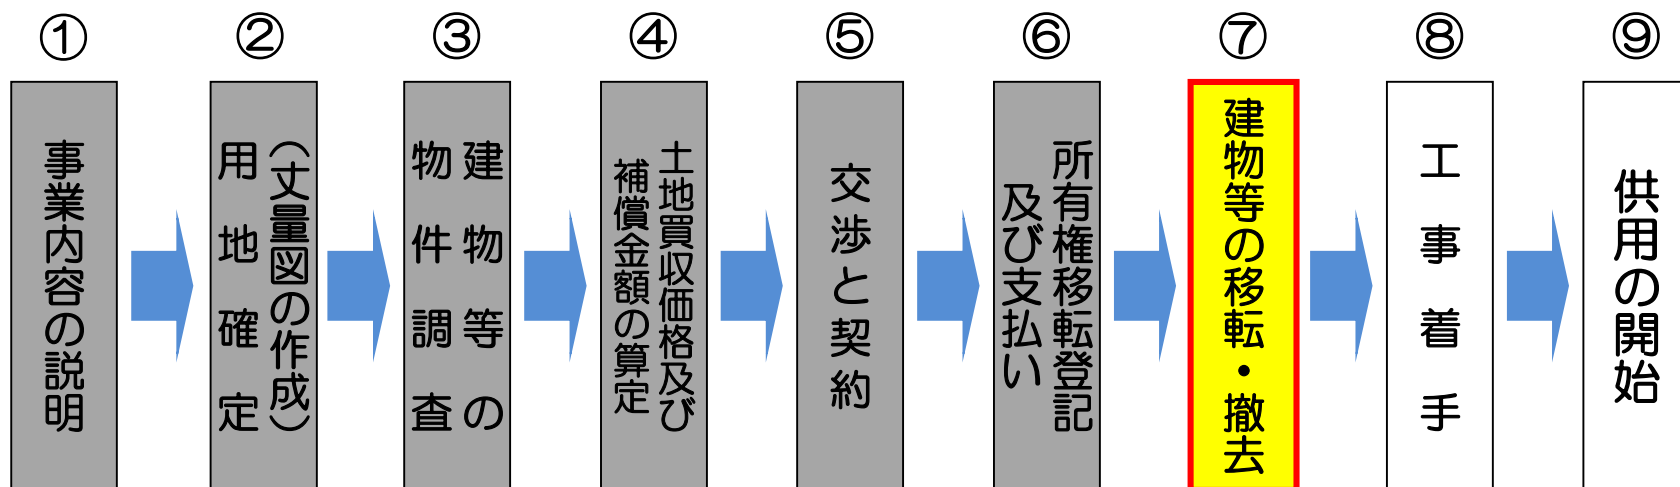 ①
事業内容の説明
②
(丈量図の作成)
用地確定
③
建物等の
物件調査
④
土地買収価格及び
補償金額の算定
⑤
交渉と契約
⑥
所有権移転登記
及び支払い
⑦
建物等の移転・撤去
⑧
工事着手
⑨
供用の開始